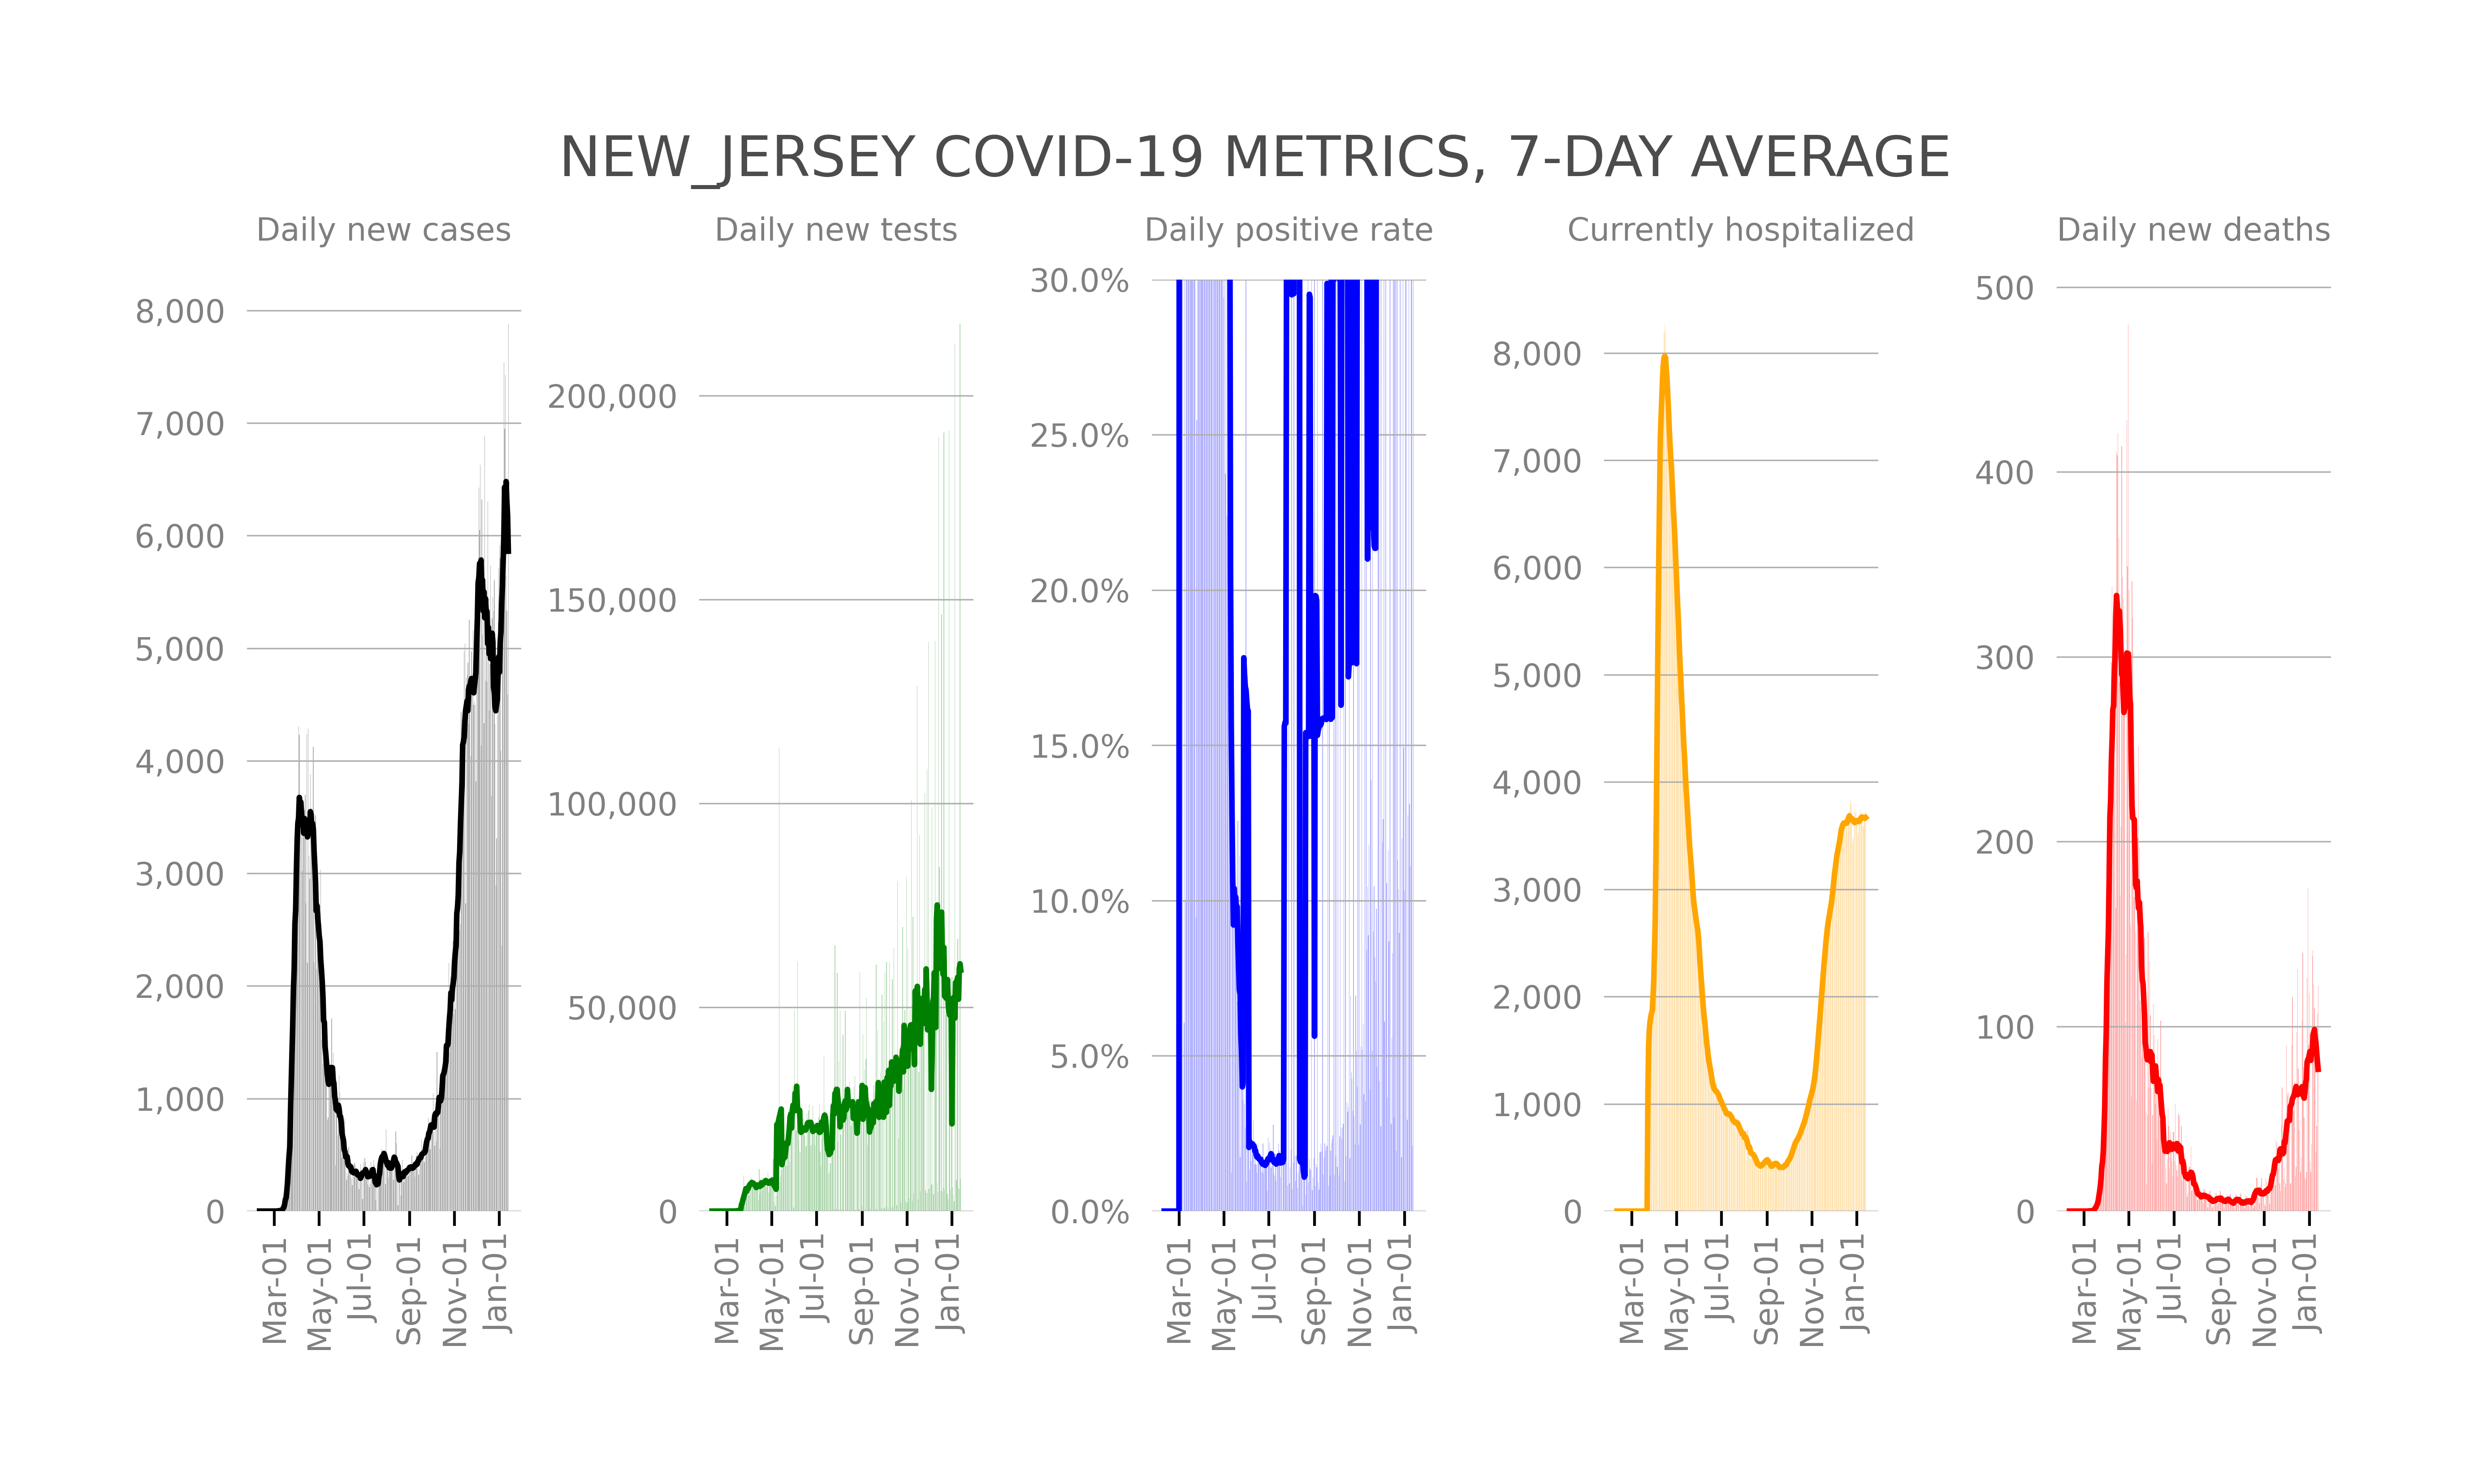 NEW_JERSEY COVID-19 METRICS, 7-DAY AVERAGE
Daily new cases
8,000
7,000
6,000
5,000
4,000
3,000
2,000
1,000
0
Mar-01
May-01
Jul-01
Sep-01
Nov-01
Jan-01
Daily new tests
200,000
150,000
100,000
50,000
0
Mar-01
May-01
Jul-01
Sep-01
Nov-01
Jan-01
Daily positive rate
30.0%
25.0%
20.0%
15.0%
10.0%
5.0%
0.0%
Mar-01
May-01
Jul-01
Sep-01
Nov-01
Jan-01
Currently hospitalized
8,000
7,000
6,000
5,000
4,000
3,000
2,000
1,000
0
Mar-01
May-01
Jul-01
Sep-01
Nov-01
Jan-01
Daily new deaths
500
400
300
200
100
0
Mar-01
May-01
Jul-01
Sep-01
Nov-01
Jan-01